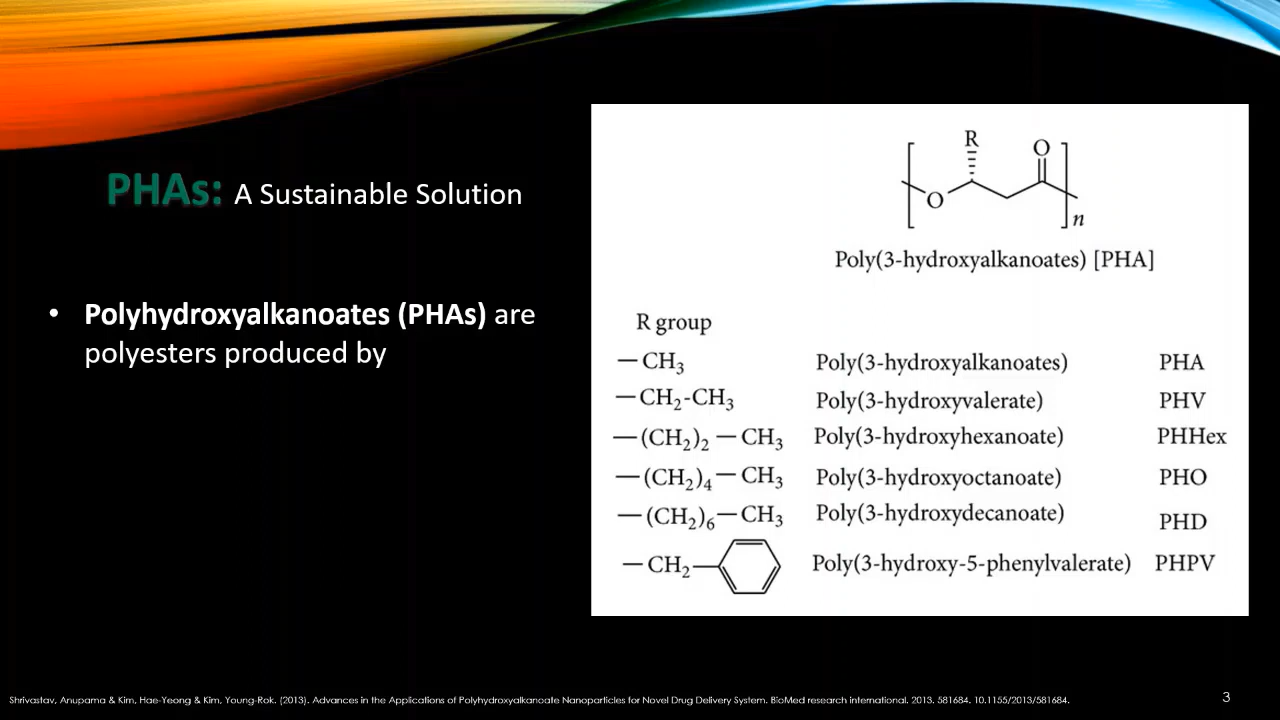 PHAs: A Sustainable Solution
• Polyhydroxyalkanoates (PHAs) are
polyesters produced by
R
O
O
n
Poly(3-hydroxyalkanoates) [PHA]
R group
—CH₃ Poly(3-hydroxyalkanoates) PHA
—CH₂-CH₃ Poly(3-hydroxyvalerate) PHV
—(CH₂)₂—CH₃ Poly(3-hydroxyhexanoate) PHHex
—(CH₂)₄—CH₃ Poly(3-hydroxyoctanoate) PHO
—(CH₂)₆—CH₃ Poly(3-hydroxydecanoate) PHD
—CH₂— Poly(3-hydroxy-5-phenylvalerate) PHPV
Shrivastav, Anupama & Kim, Hae-Yeong & Kim, Young-Rok. (2013). Advances in the Applications of Polyhydroxyalkanoate Nanoparticles for Novel Drug Delivery System. BioMed research international. 2013. 581684. 10.1155/2013/581684.
3